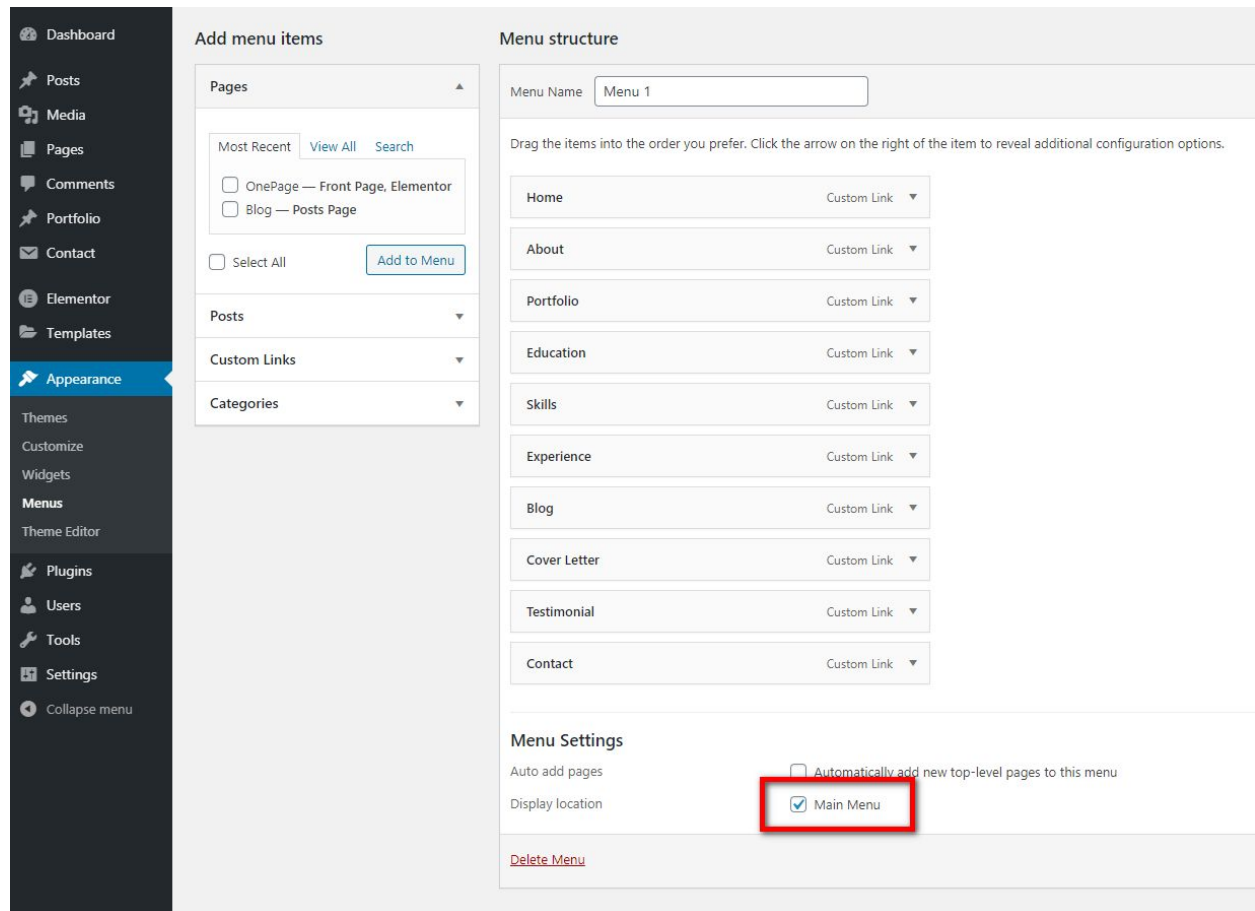 Dashboard
Posts
Media
Pages
Comments
Portfolio
Contact
Elementor
Templates
Appearance
Themes
Customize
Widgets
Menus
Theme Editor
Plugins
Users
Tools
Settings
Collapse menu
Add menu items
Pages
Most Recent View All Search
OnePage — Front Page, Elementor
Blog — Posts Page
Select All Add to Menu
Posts
Custom Links
Categories
Menu structure
Menu Name Menu 1
Drag the items into the order you prefer. Click the arrow on the right of the item to reveal additional configuration options.
Home Custom Link
About Custom Link
Portfolio Custom Link
Education Custom Link
Skills Custom Link
Experience Custom Link
Blog Custom Link
Cover Letter Custom Link
Testimonial Custom Link
Contact Custom Link
Menu Settings
Auto add pages Automatically add new top-level pages to this menu
Display location Main Menu
Delete Menu